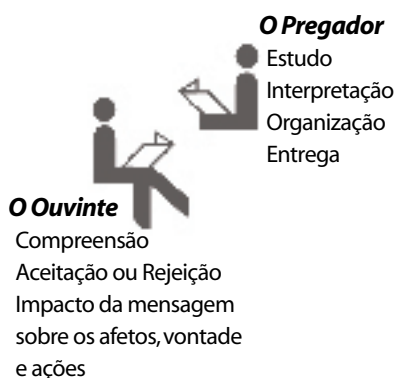 O Pregador
Estudo
Interpretação
Organização
Entrega
O Ouvinte
Compreensão
Aceitação ou Rejeição
Impacto da mensagem
sobre os afetos, vontade
e ações